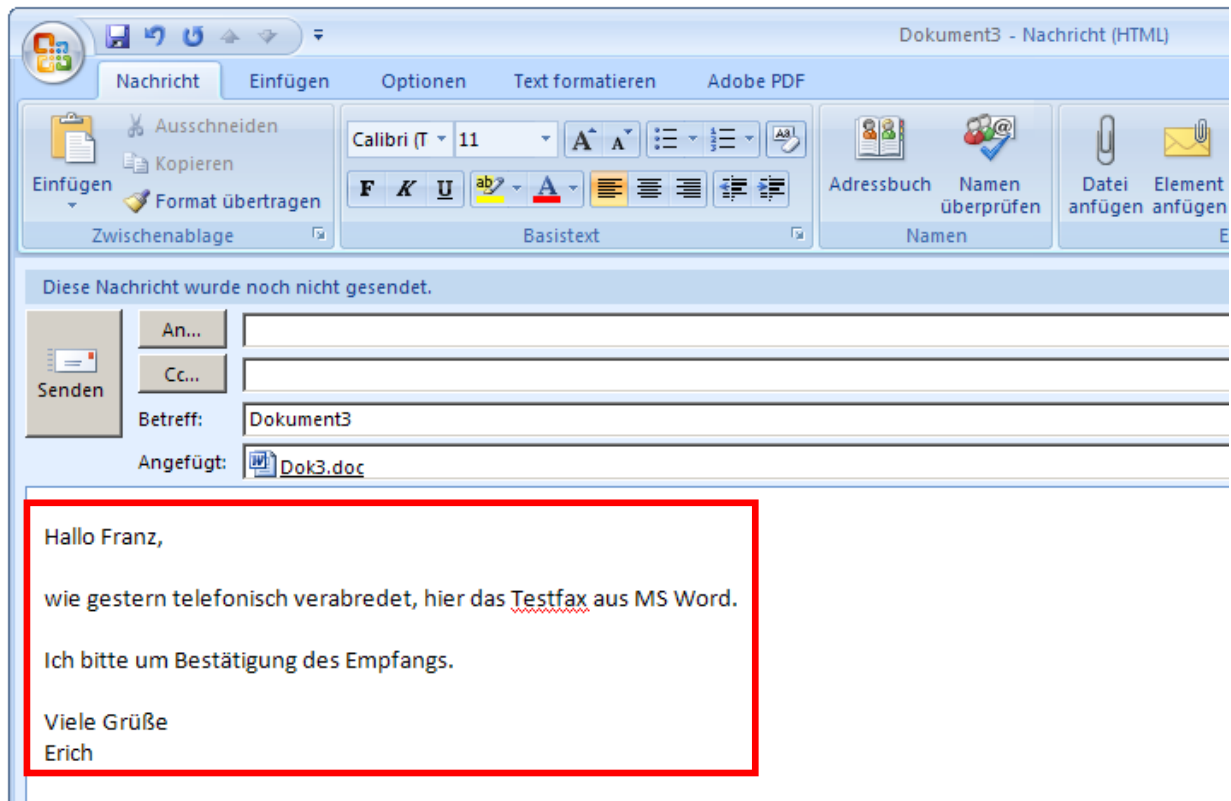 Dokument3 - Nachricht (HTML)
Nachricht Einfügen Optionen Text formatieren Adobe PDF
Einfügen
Ausschneiden
Kopieren
Format übertragen
Zwischenablage
Calibri (T 11
F K U
Basistext
Adressbuch
Namen überprüfen
Namen
Datei anfügen
Element anfügen
E
Diese Nachricht wurde noch nicht gesendet.
Senden
An...
Cc...
Betreff: Dokument3
Angefügt: Dok3.doc
Hallo Franz,
wie gestern telefonisch verabredet, hier das Testfax aus MS Word.
Ich bitte um Bestätigung des Empfangs.
Viele Grüße
Erich